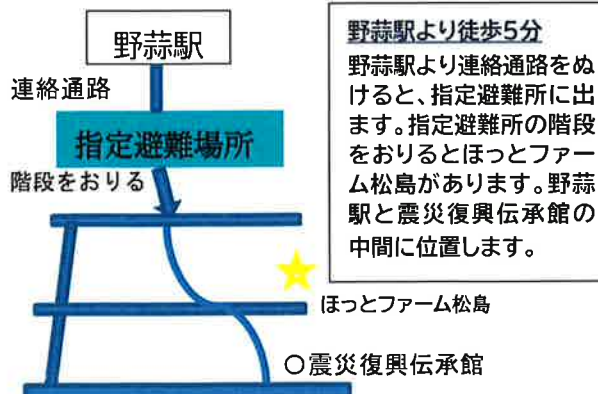 野蒜駅
連絡通路
指定避難場所
階段をおりる
ほっとファーム松島
○震災復興伝承館
野蒜駅より徒歩5分
野蒜駅より連絡通路をぬ
けると、指定避難所に出
ます。指定避難所の階段
をおりるとほっとファー
ム松島があります。野蒜
駅と震災復興伝承館の
中間に位置します。